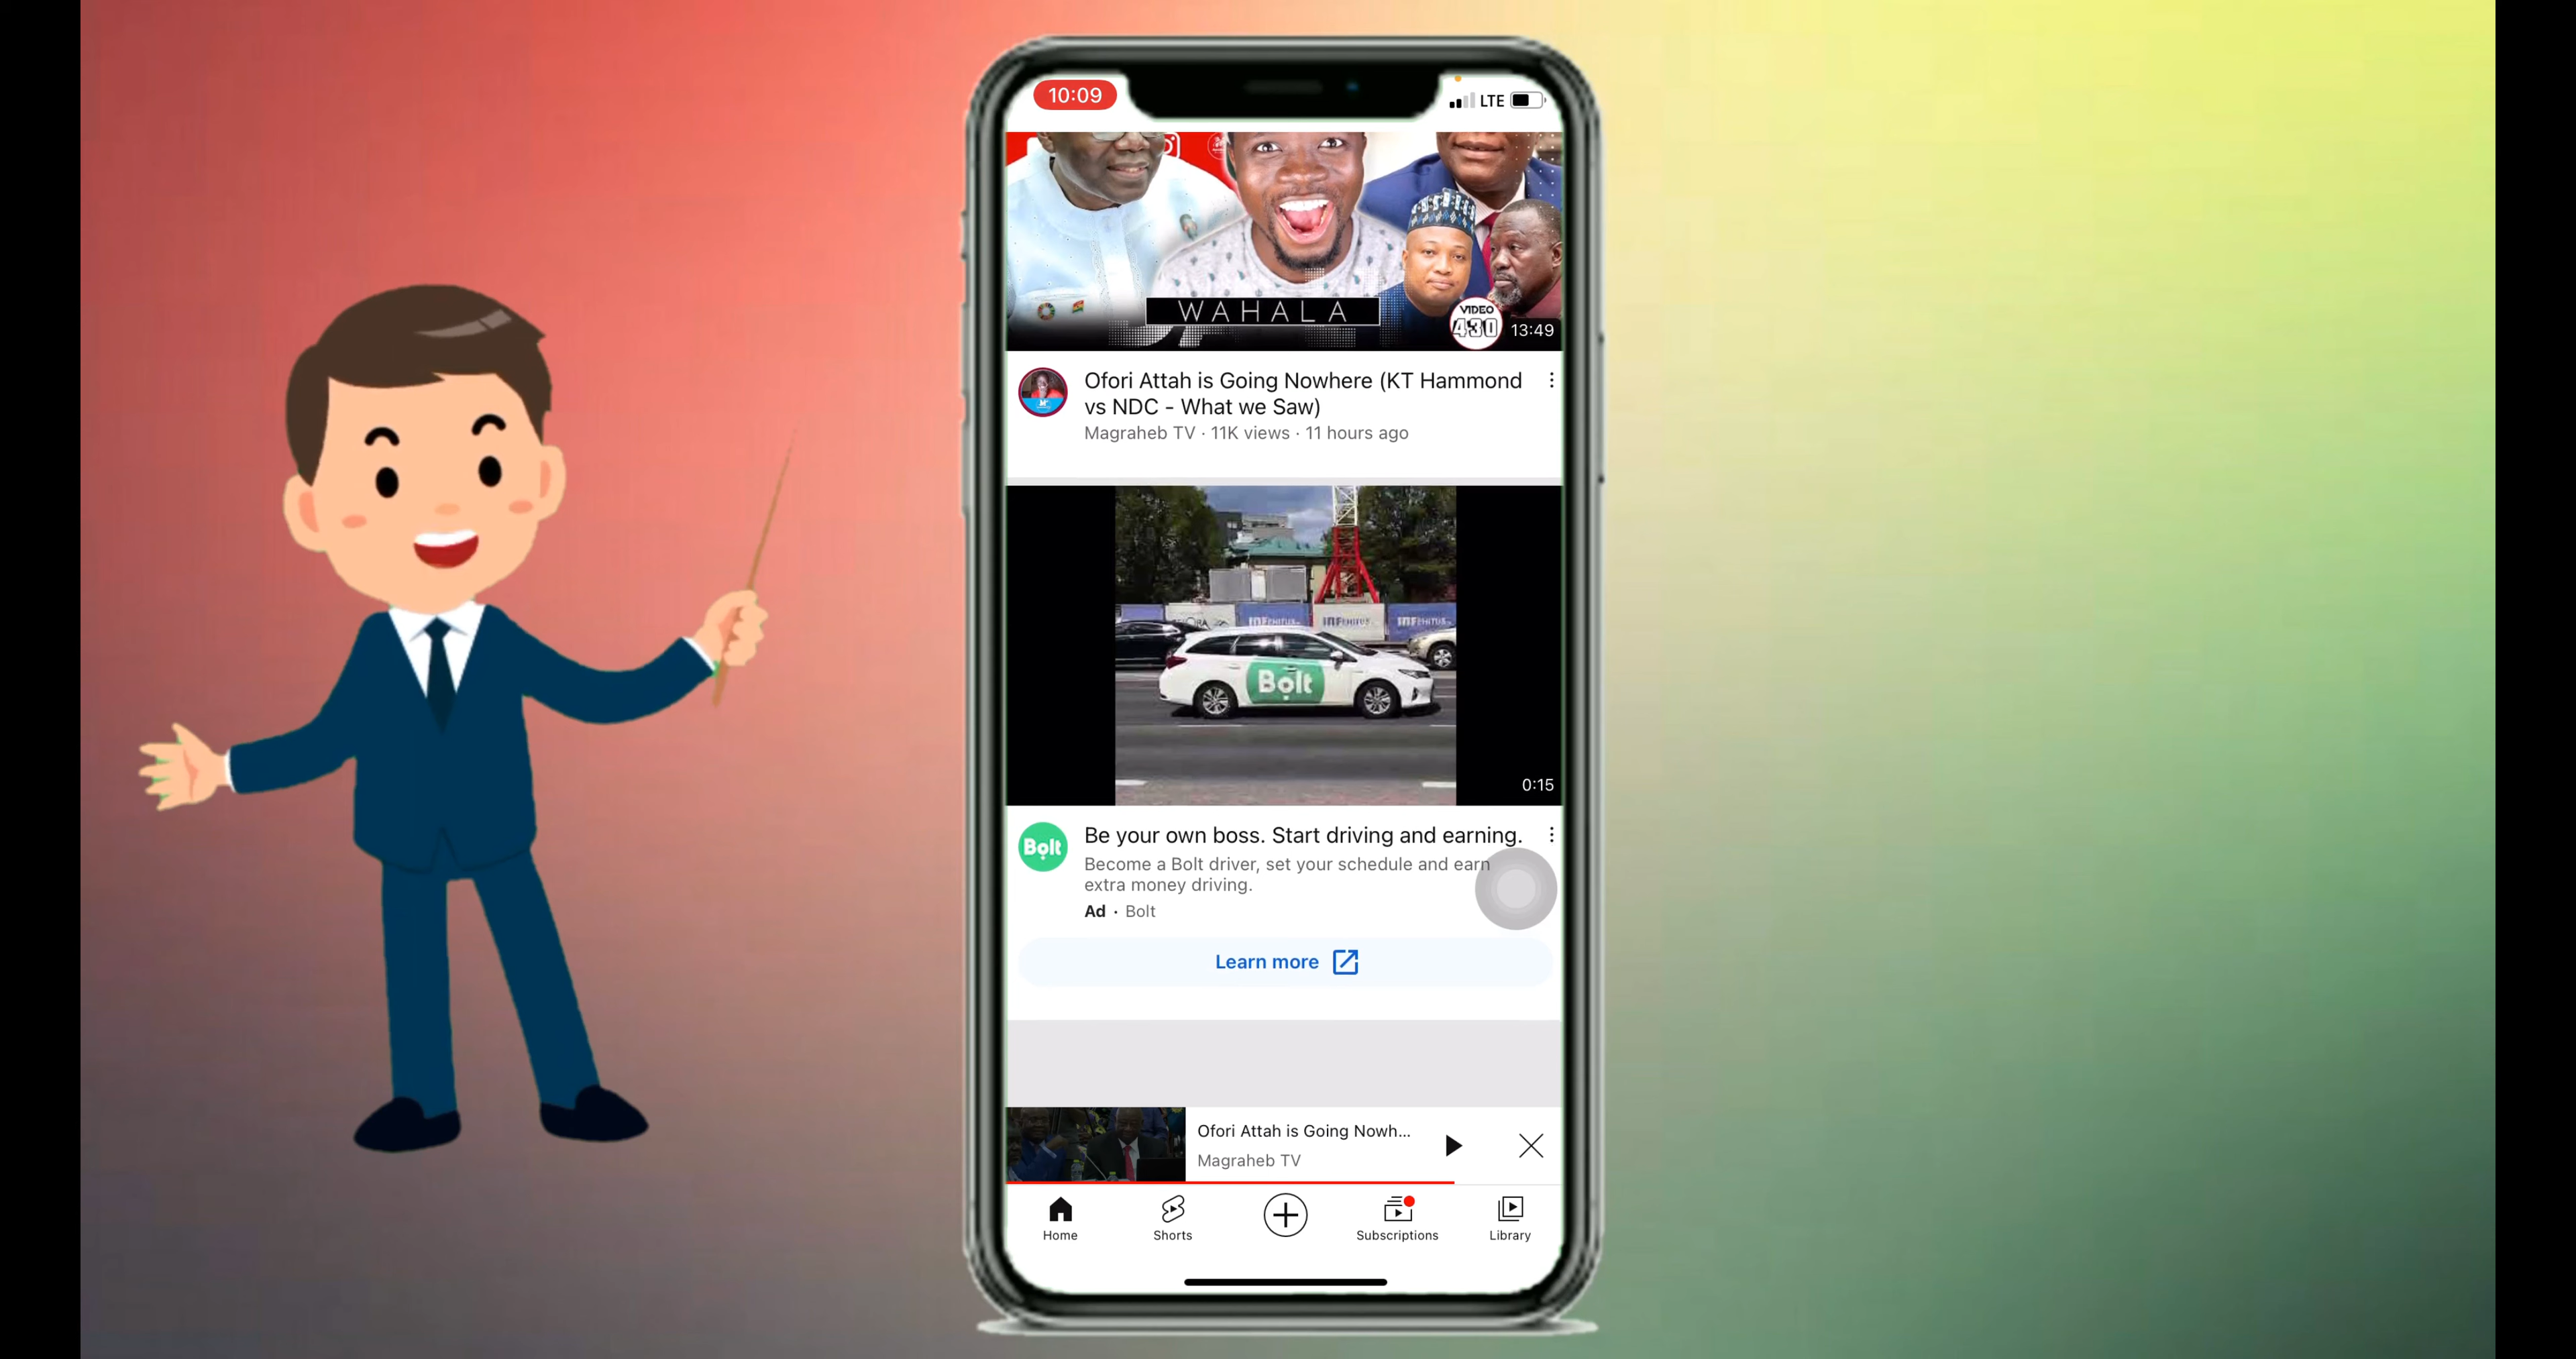 10:09
LTE
WAHALA
VIDEO
430
13:49
Ofori Attah is Going Nowhere (KT Hammond
vs NDC - What we Saw)
Magraheb TV · 11K views · 11 hours ago
Bolt
0:15
Bolt
Be your own boss. Start driving and earning.
Become a Bolt driver, set your schedule and earn
extra money driving.
Ad · Bolt
Learn more
Ofori Attah is Going Nowh...
Magraheb TV
Home
Shorts
Subscriptions
Library